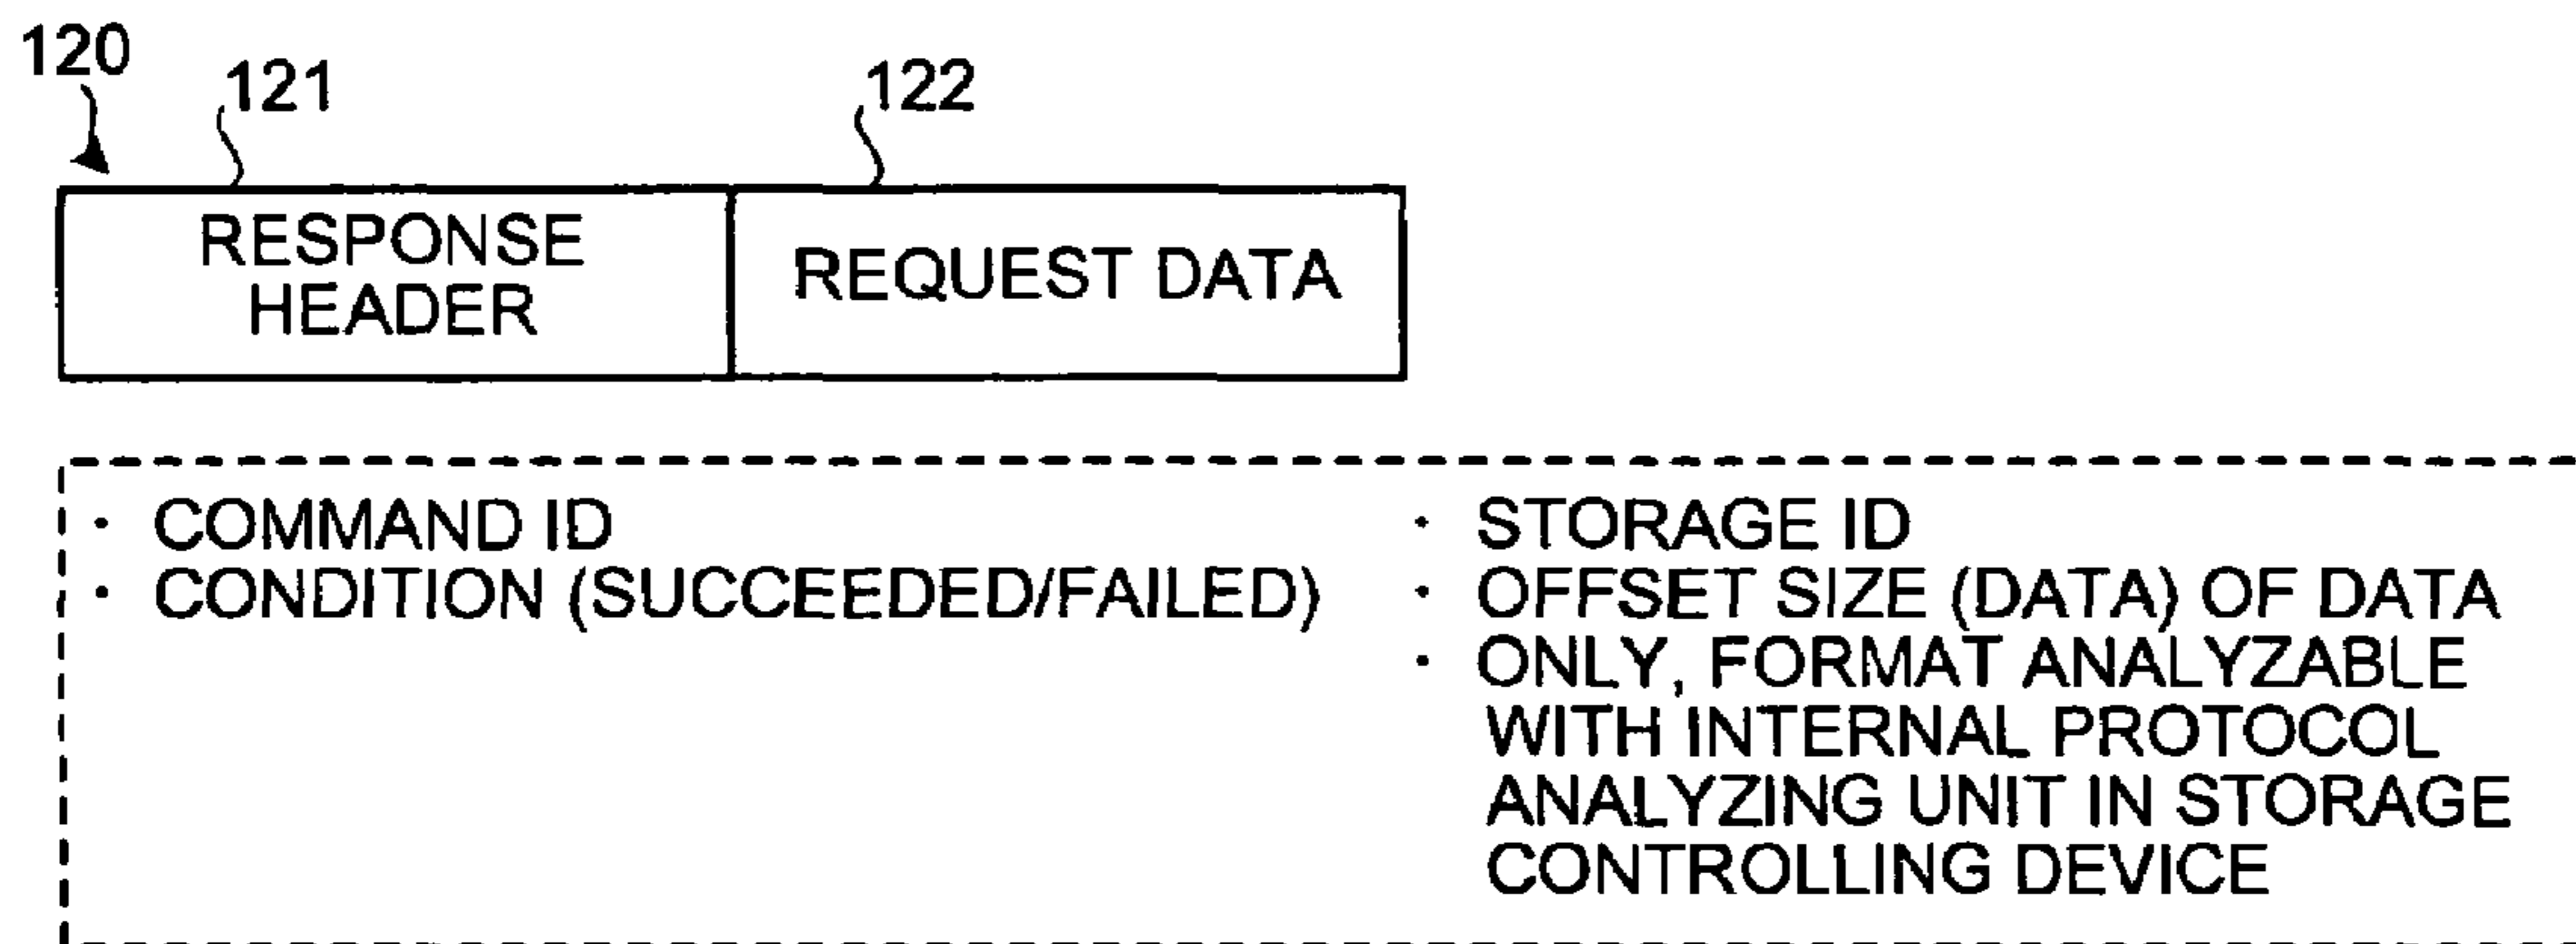 120
121
122
RESPONSE
HEADER
REQUEST DATA
· COMMAND ID
· CONDITION (SUCCEEDED/FAILED)
· STORAGE ID
· OFFSET SIZE (DATA) OF DATA
· ONLY, FORMAT ANALYZABLE
WITH INTERNAL PROTOCOL
ANALYZING UNIT IN STORAGE
CONTROLLING DEVICE